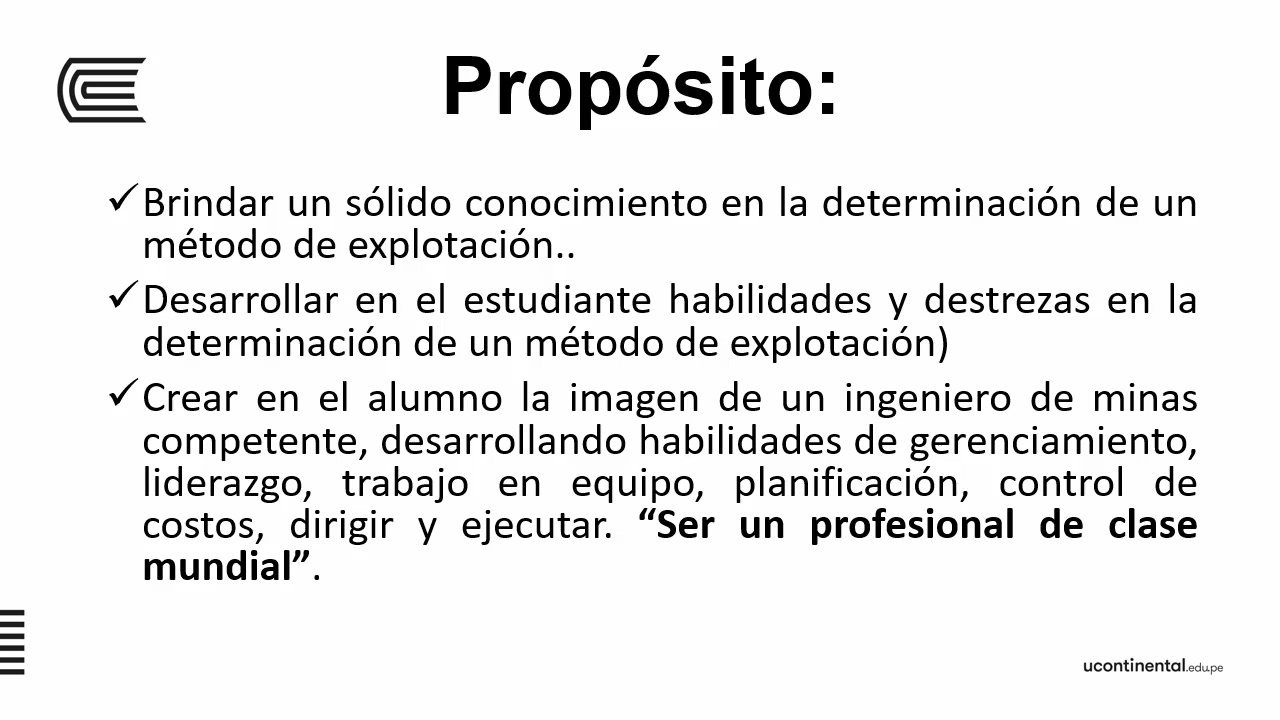 Propósito:
✓Brindar un sólido conocimiento en la determinación de un
método de explotación..
✓Desarrollar en el estudiante habilidades y destrezas en la
determinación de un método de explotación)
✓Crear en el alumno la imagen de un ingeniero de minas
competente, desarrollando habilidades de gerenciamiento,
liderazgo, trabajo en equipo, planificación, control de
costos, dirigir y ejecutar. “Ser un profesional de clase
mundial”.
ucontinental.edu.pe